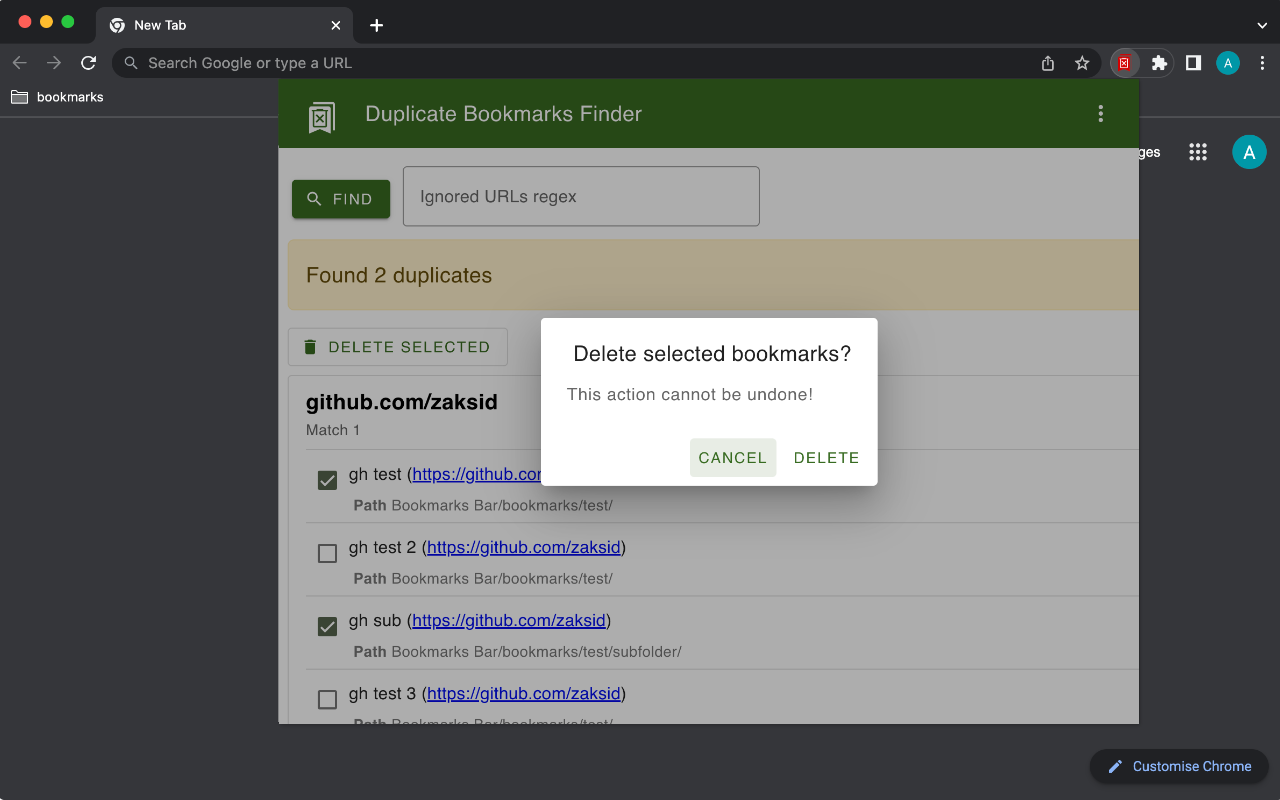 New Tab
Search Google or type a URL
A
bookmarks
Duplicate Bookmarks Finder
ges
A
FIND
Ignored URLs regex
Found 2 duplicates
DELETE SELECTED
Delete selected bookmarks?
This action cannot be undone!
CANCEL DELETE
github.com/zaksid
Match 1
gh test (https://github.com
Path Bookmarks Bar/bookmarks/test/
gh test 2 (https://github.com/zaksid)
Path Bookmarks Bar/bookmarks/test/
gh sub (https://github.com/zaksid)
Path Bookmarks Bar/bookmarks/test/subfolder/
gh test 3 (https://github.com/zaksid)
Path Bookmarks Bar/bookmarks/test/
Customise Chrome